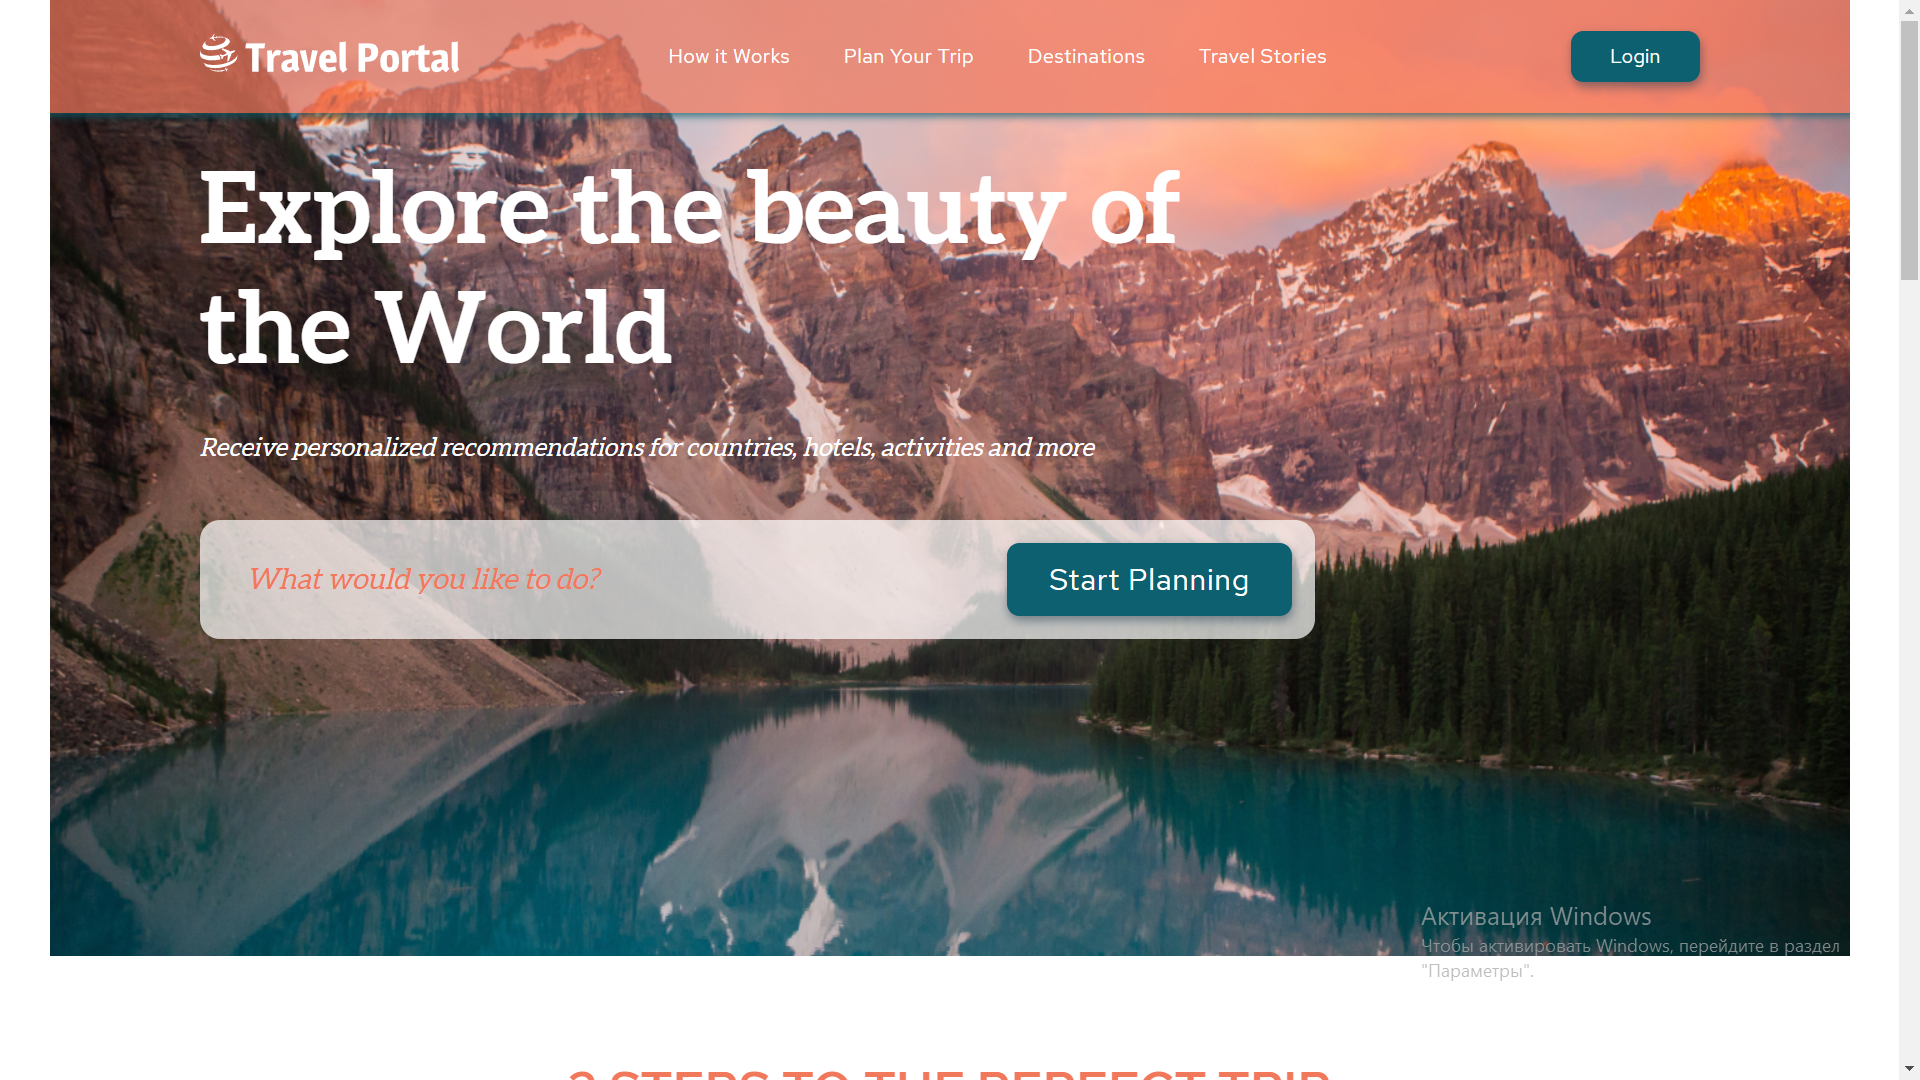 Travel Portal
How it Works
Plan Your Trip
Destinations
Travel Stories
Login
Explore the beauty of
the World
Receive personalized recommendations for countries, hotels, activities and more
What would you like to do?
Start Planning
Активация Windows
Чтобы активировать Windows, перейдите в раздел
"Параметры".
STEPS TO THE PERFECT TRIP